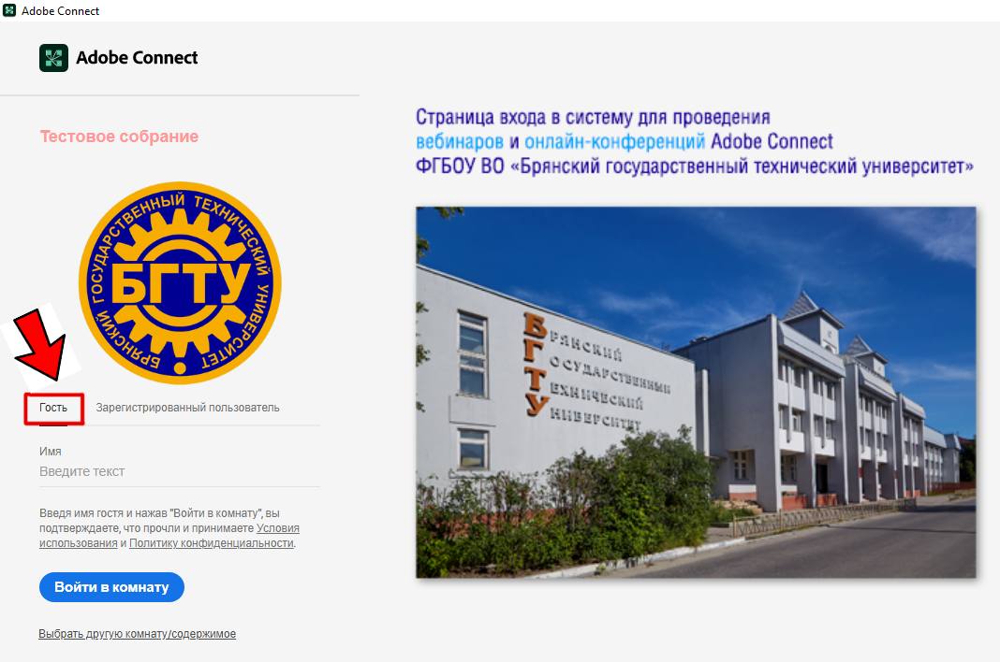 Adobe Connect
Adobe Connect
Тестовое собрание
БРЯНСКИЙ ГОСУДАРСТВЕННЫЙ ТЕХНИЧЕСКИЙ УНИВЕРСИТЕТ
БГТУ
Гость Зарегистрированный пользователь
Имя
Введите текст
Введя имя гостя и нажав "Войти в комнату", вы
подтверждаете, что прочли и принимаете Условия
использования и Политику конфиденциальности.
Войти в комнату
Выбрать другую комнату/содержимое
Страница входа в систему для проведения
вебинаров и онлайн-конференций Adobe Connect
ФГБОУ ВО «Брянский государственный технический университет»
БРЯНСКИЙ
ГОСУДАРСТВЕННЫЙ
ТЕХНИЧЕСКИЙ
УНИВЕРСИТЕТ